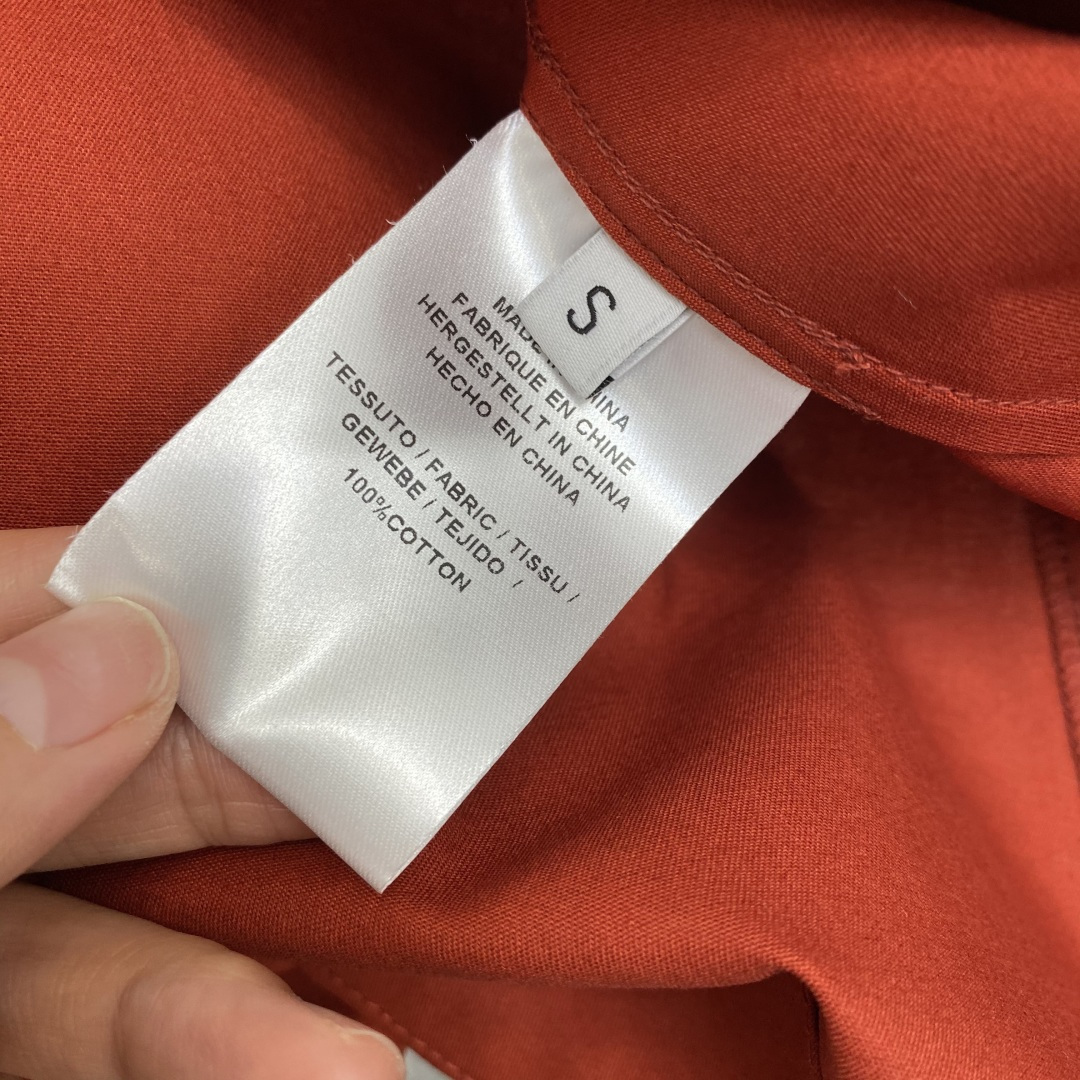 S
FABRIQUE EN CHINE
HERGESTELLT IN CHINA
HECHO EN CHINA
TESSUTO / FABRIC / TISSU /
GEWEBE / TEJIDO /
100%COTTON